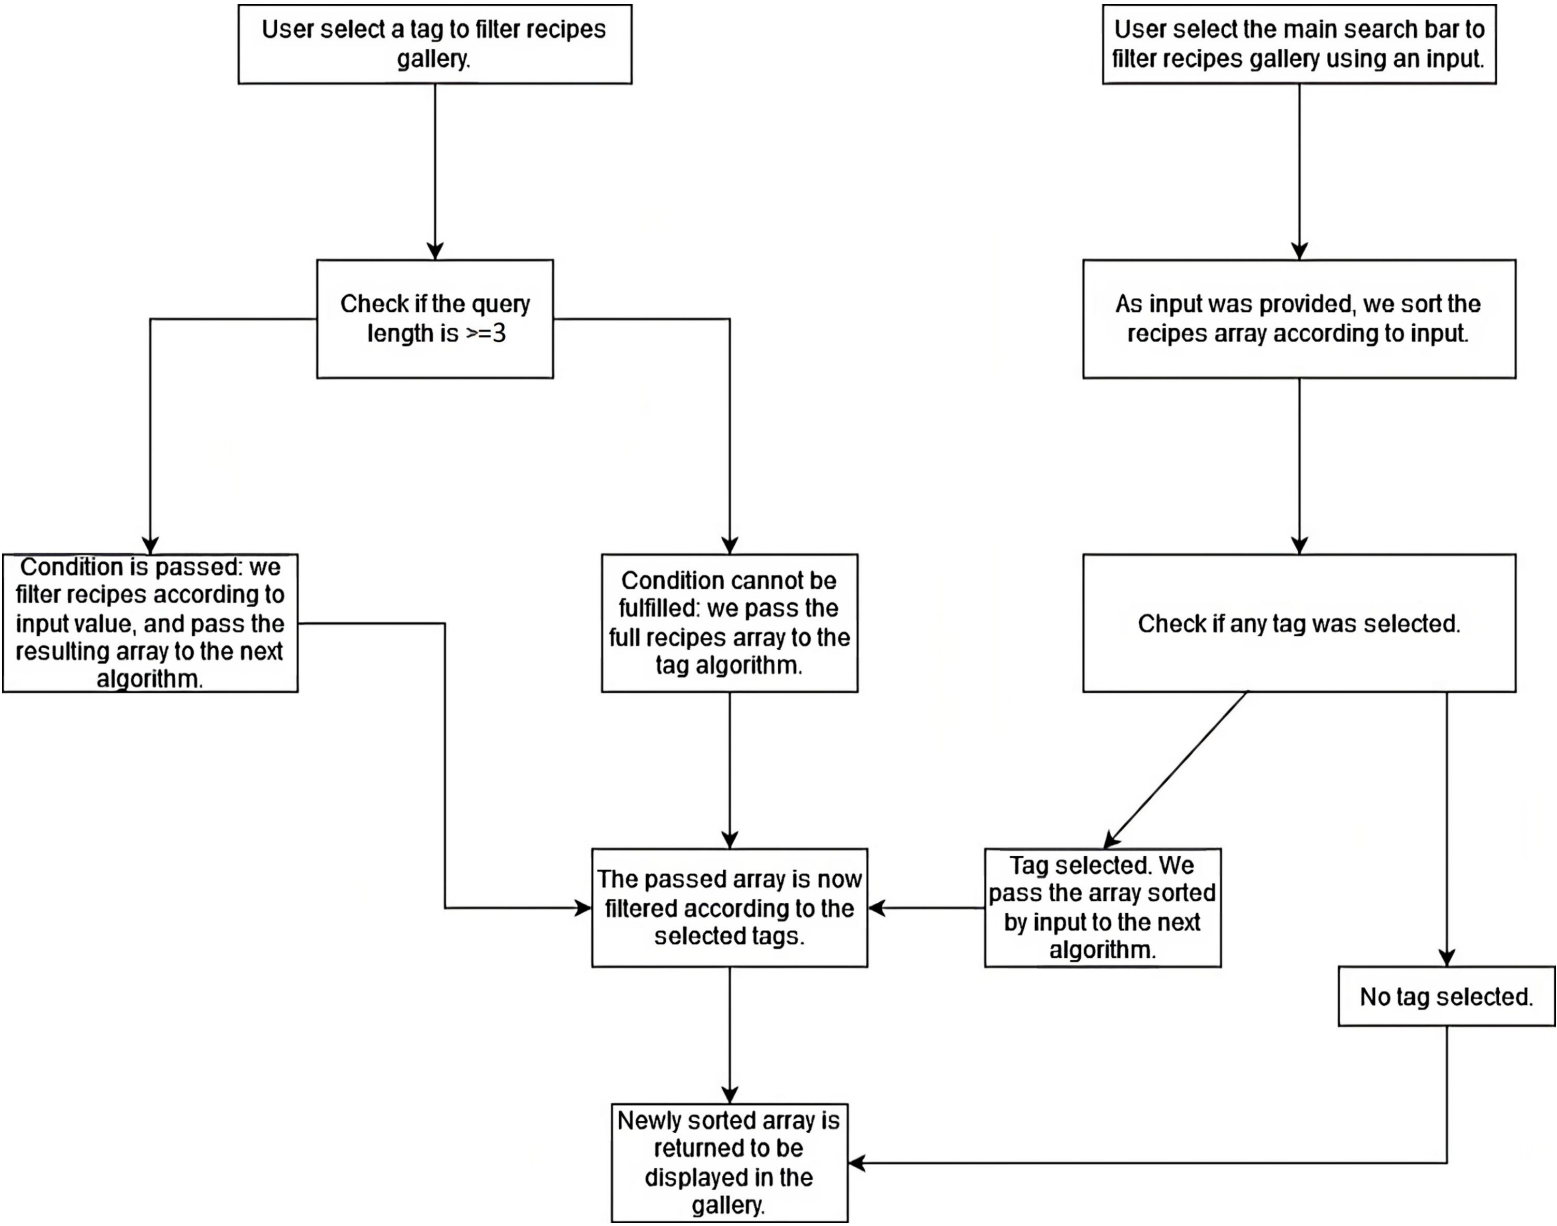 User select a tag to filter recipes
gallery.
User select the main search bar to
filter recipes gallery using an input.
Check if the query
length is >=3
As input was provided, we sort the
recipes array according to input.
Condition is passed: we
filter recipes according to
input value, and pass the
resulting array to the next
algorithm.
Condition cannot be
fulfilled: we pass the
full recipes array to the
tag algorithm.
Check if any tag was selected.
The passed array is now
filtered according to the
selected tags.
Tag selected. We
pass the array sorted
by input to the next
algorithm.
No tag selected.
Newly sorted array is
returned to be
displayed in the
gallery.